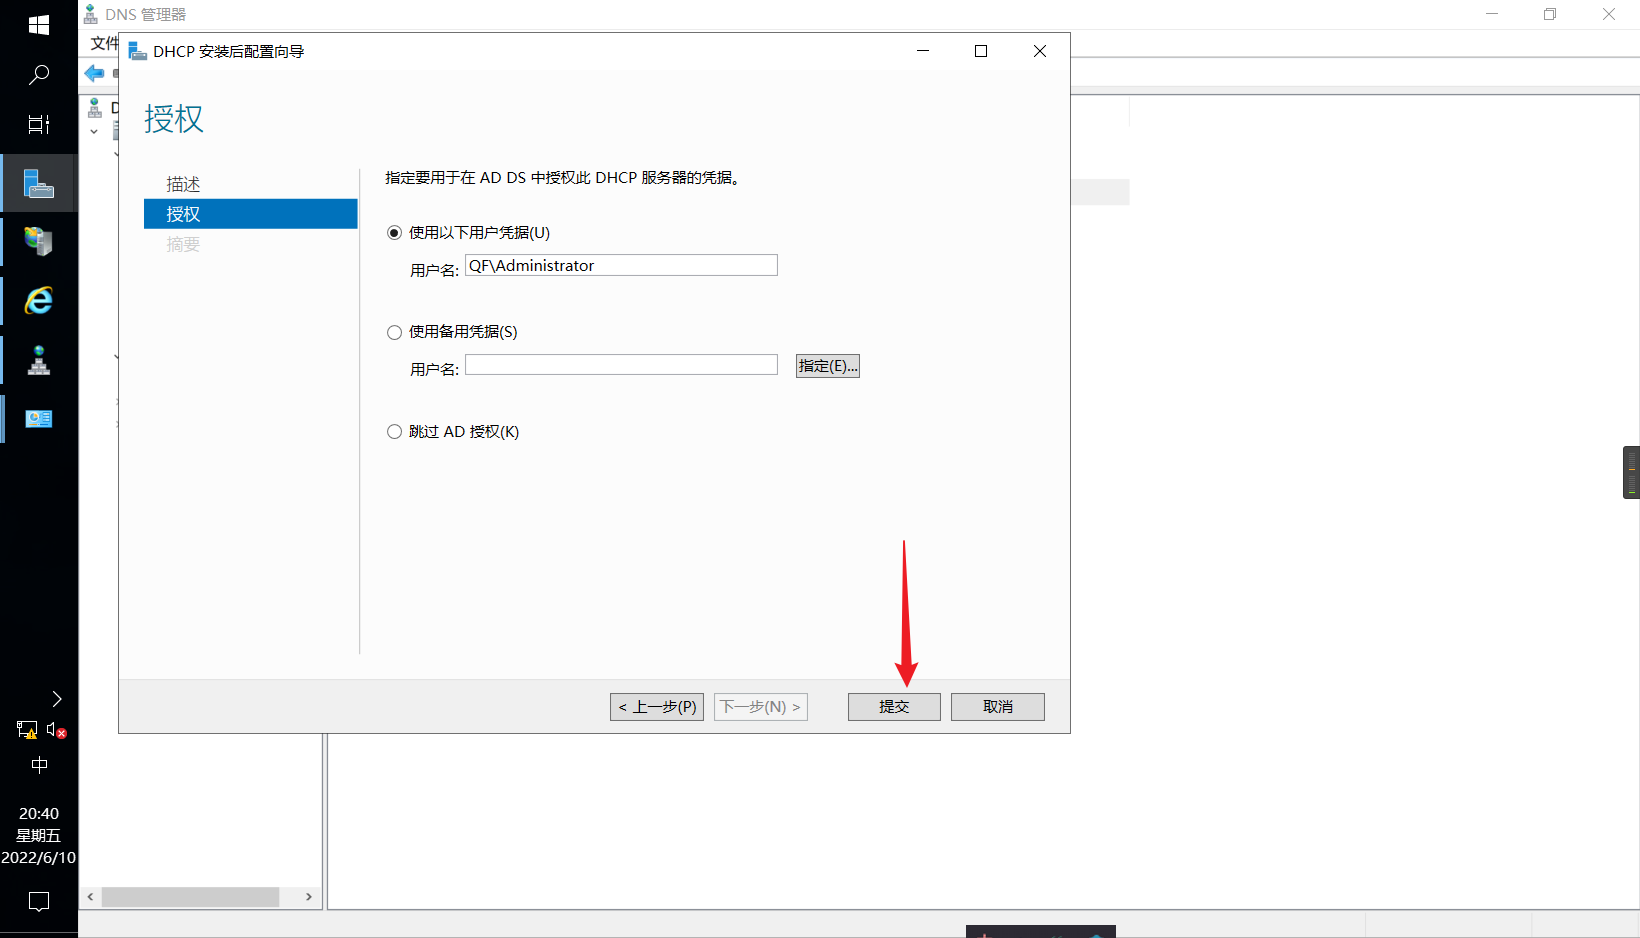 DNS 管理器
文件
DHCP 安装后配置向导
授权
描述
授权
摘要
指定要用于在 AD DS 中授权此 DHCP 服务器的凭据。
使用以下用户凭据(U)
用户名: QF\Administrator
使用备用凭据(S)
用户名:
指定(E)...
跳过 AD 授权(K)
< 上一步(P)
下一步(N) >
提交
取消
中
20:40
星期五
2022/6/10